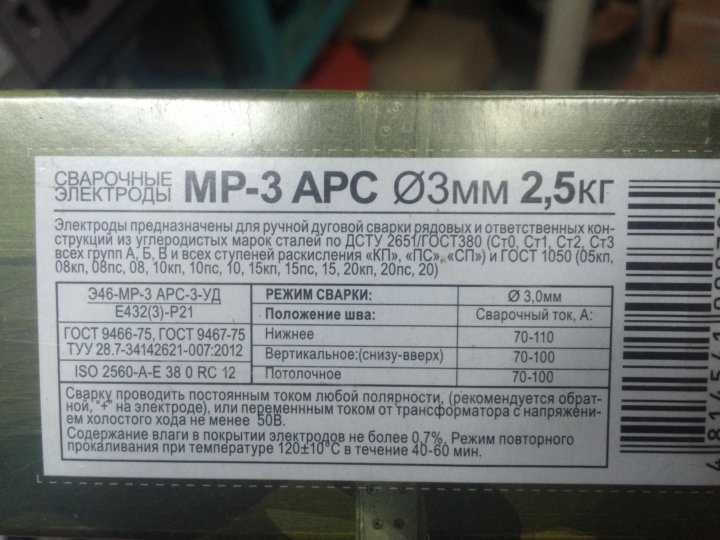 СВАРОЧНЫЕ
ЭЛЕКТРОДЫ
МР-3 АРС Ø3мм 2,5кг
Электроды предназначены для ручной дуговой сварки рядовых и ответственных кон-
струкций из углеродистых марок сталей по ДСТУ 2651/ГОСТ380 (Ст0, Ст1, Ст2, Ст3
всех групп А, Б, В и всех ступеней раскисления «КП», «ПС», «СП») и ГОСТ 1050 (05кп,
08кп, 08пс, 08, 10кп, 10пс, 10, 15кп, 15пс, 15, 20кп, 20пс, 20)
Э46-МР-3 АРС-3-УД
Е432(3)-Р21
ГОСТ 9466-75, ГОСТ 9467-75
ТУУ 28.7-34142621-007:2012
ISO 2560-A-E 38 0 RC 12
РЕЖИМ СВАРКИ: Ø 3,0мм
Положение шва: Сварочный ток, А:
Нижнее 70-110
Вертикальное:(снизу-вверх) 70-100
Потолочное 70-100
Сварку проводить постоянным током любой полярности, (рекомендуется обрат-
ной, "+" на электроде), или переменнным током от трансформатора с напряжени-
ем холостого хода не менее 50В.
Содержание влаги в покрытии электродов не более 0,7%. Режим повторного
прокаливания при температуре 120±10°С в течение 40-60 мин.